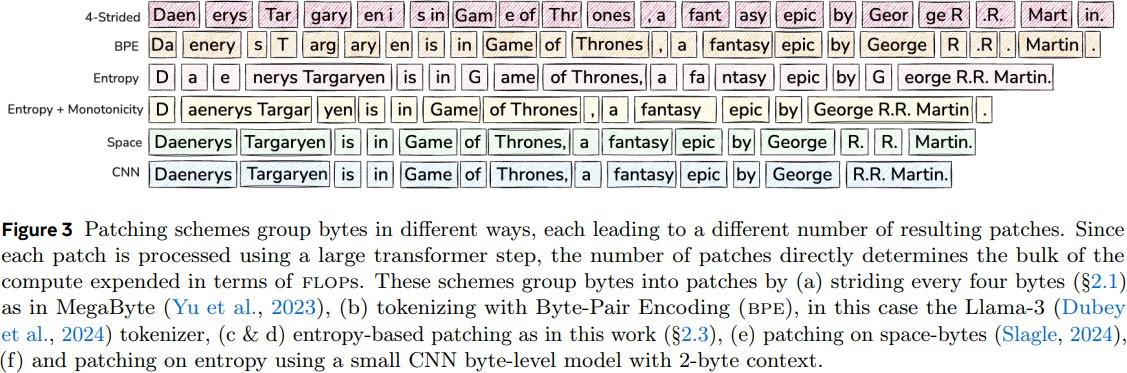 4-Strided Daen erys Tar gary en i s in Gam e of Thr ones , a fant asy epic by Geor ge R .R. Mart in.
BPE Da enery s T arg ary en is in Game of Thrones , a fantasy epic by George R .R . Martin .
Entropy D a e nerys Targaryen is in G ame of Thrones, a fa ntasy epic by G eorge R.R. Martin.
Entropy + Monotonicity D aenerys Targar yen is in Game of Thrones , a fantasy epic by George R.R. Martin .
Space Daenerys Targaryen is in Game of Thrones, a fantasy epic by George R. R. Martin.
CNN Daenerys Targaryen is in Game of Thrones, a fantasy epic by George R.R. Martin.
Figure 3 Patching schemes group bytes in different ways, each leading to a different number of resulting patches. Since
each patch is processed using a large transformer step, the number of patches directly determines the bulk of the
compute expended in terms of FLOPs. These schemes group bytes into patches by (a) striding every four bytes (§2.1)
as in MegaByte (Yu et al., 2023), (b) tokenizing with Byte-Pair Encoding (BPE), in this case the Llama-3 (Dubey
et al., 2024) tokenizer, (c & d) entropy-based patching as in this work (§2.3), (e) patching on space-bytes (Slagle, 2024),
(f) and patching on entropy using a small CNN byte-level model with 2-byte context.